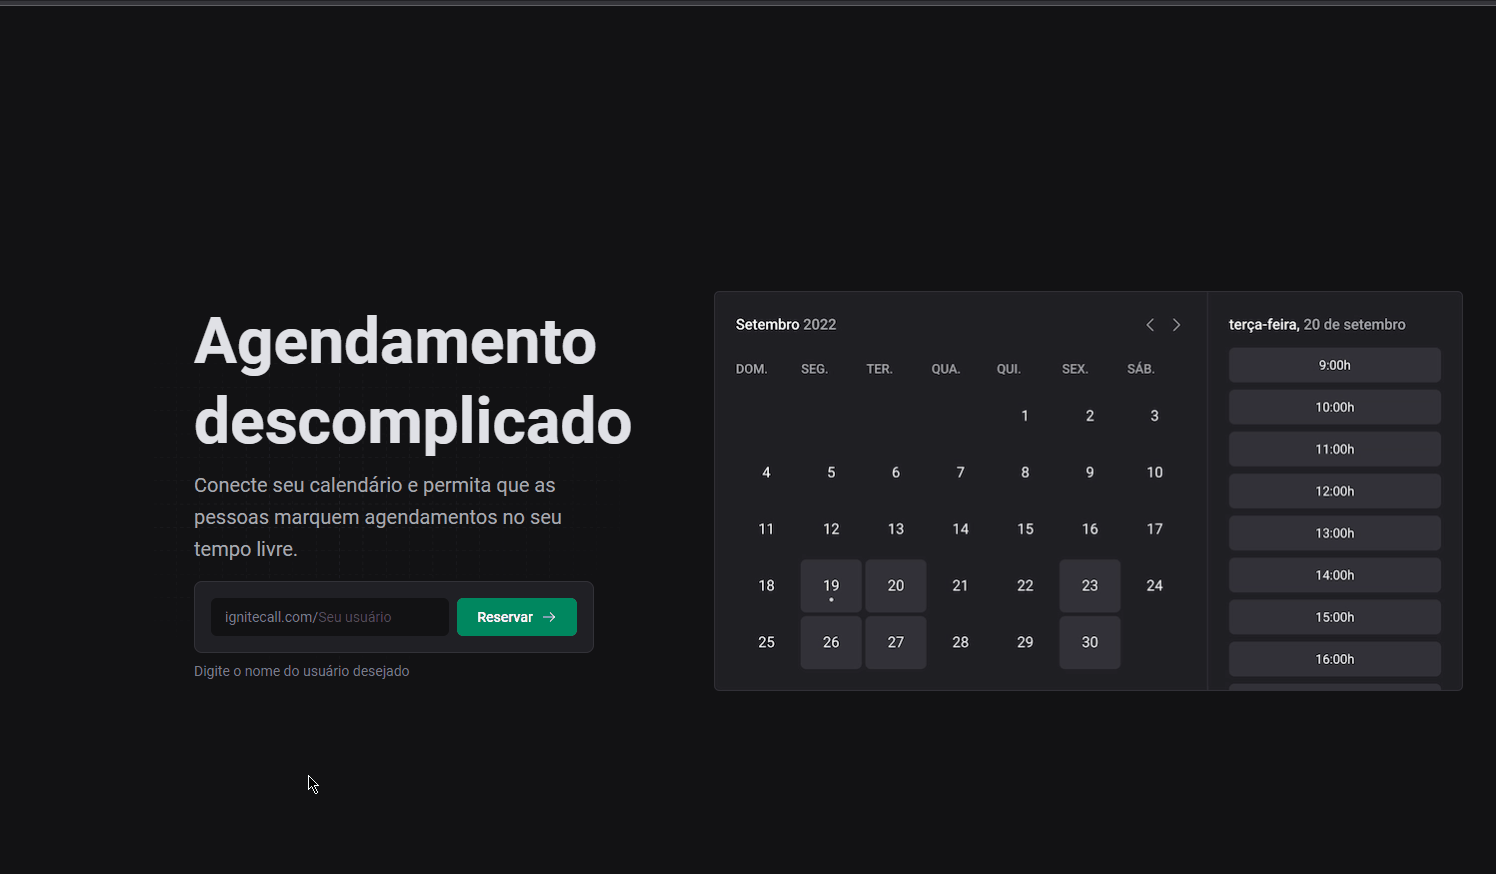 Agendamento
descomplicado
Conecte seu calendário e permita que as
pessoas marquem agendamentos no seu
tempo livre.
ignitecall.com/Seu usuário
Reservar
Digite o nome do usuário desejado
Setembro 2022
DOM. SEG. TER. QUA. QUI. SEX. SÁB.
1 2 3
4 5 6 7 8 9 10
11 12 13 14 15 16 17
18 19 20 21 22 23 24
25 26 27 28 29 30
terça-feira, 20 de setembro
9:00h
10:00h
11:00h
12:00h
13:00h
14:00h
15:00h
16:00h